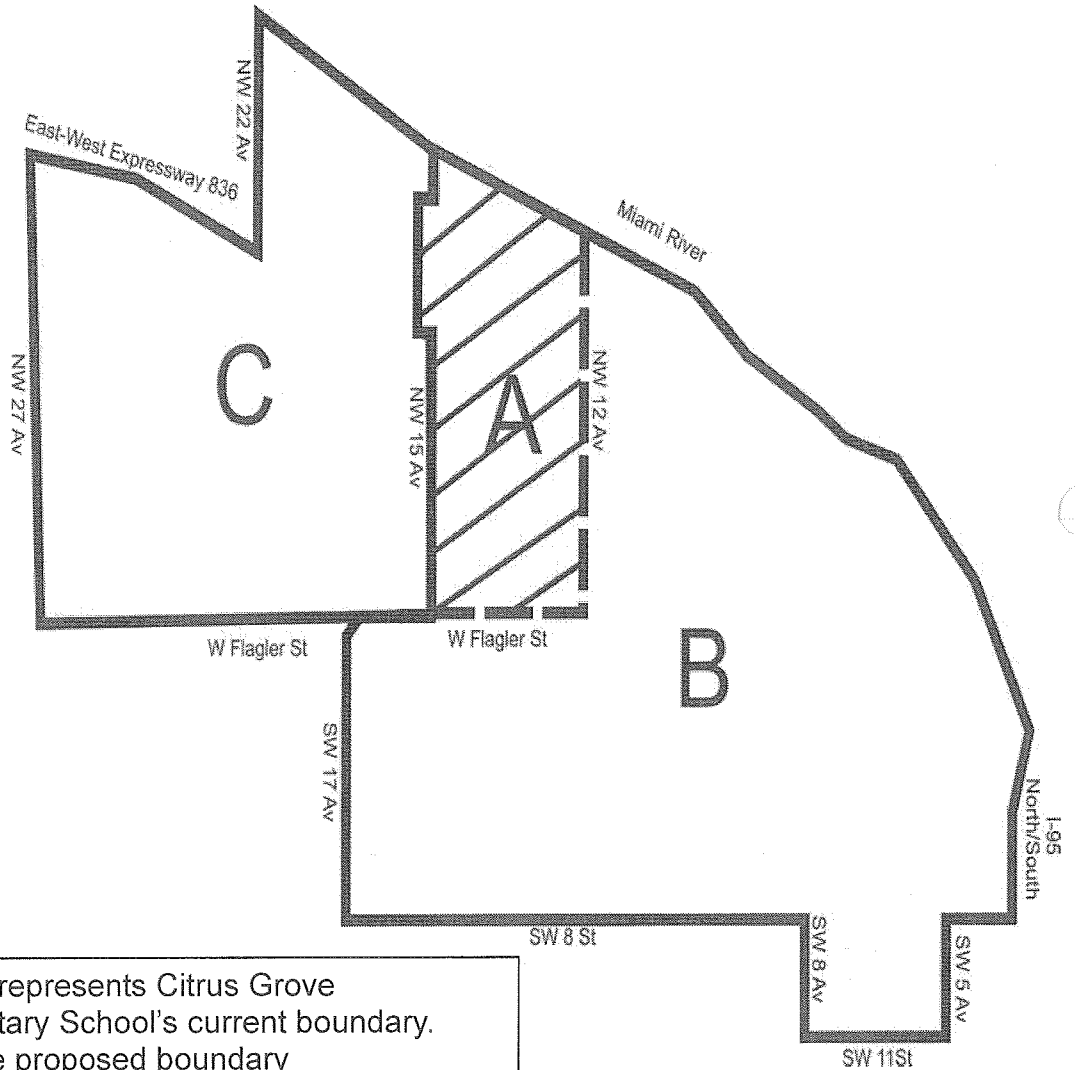 NW 22 Av
East-West Expressway 836
Miami River
NW 27 Av
C
NW 15 Av
A
NW 12 Av
W Flagler St
W Flagler St
B
SW 17 Av
I-95
North/South
SW 8 St
SW 8 Av
SW 5 Av
SW 11St
represents Citrus Grove
tary School's current boundary.
e proposed boundary